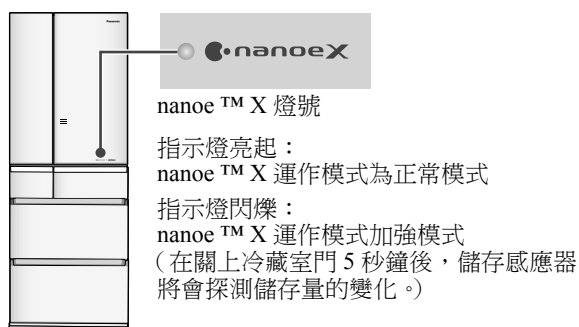 Panasonic
nanoeX
nanoe ™ X 燈號
指示燈亮起：
nanoe ™ X 運作模式為正常模式
指示燈閃爍：
nanoe ™ X 運作模式加強模式
（在關上冷藏室門 5 秒鐘後，儲存感應器
將會探測儲存量的變化。）